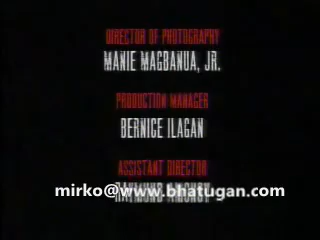 DIRECTOR OF PHOTOGRAPHY
MANIE MAGBANUA, JR.
PRODUCTION MANAGER
BERNICE ILAGAN
ASSISTANT DIRECTOR
mirko@www.bhatugan.com